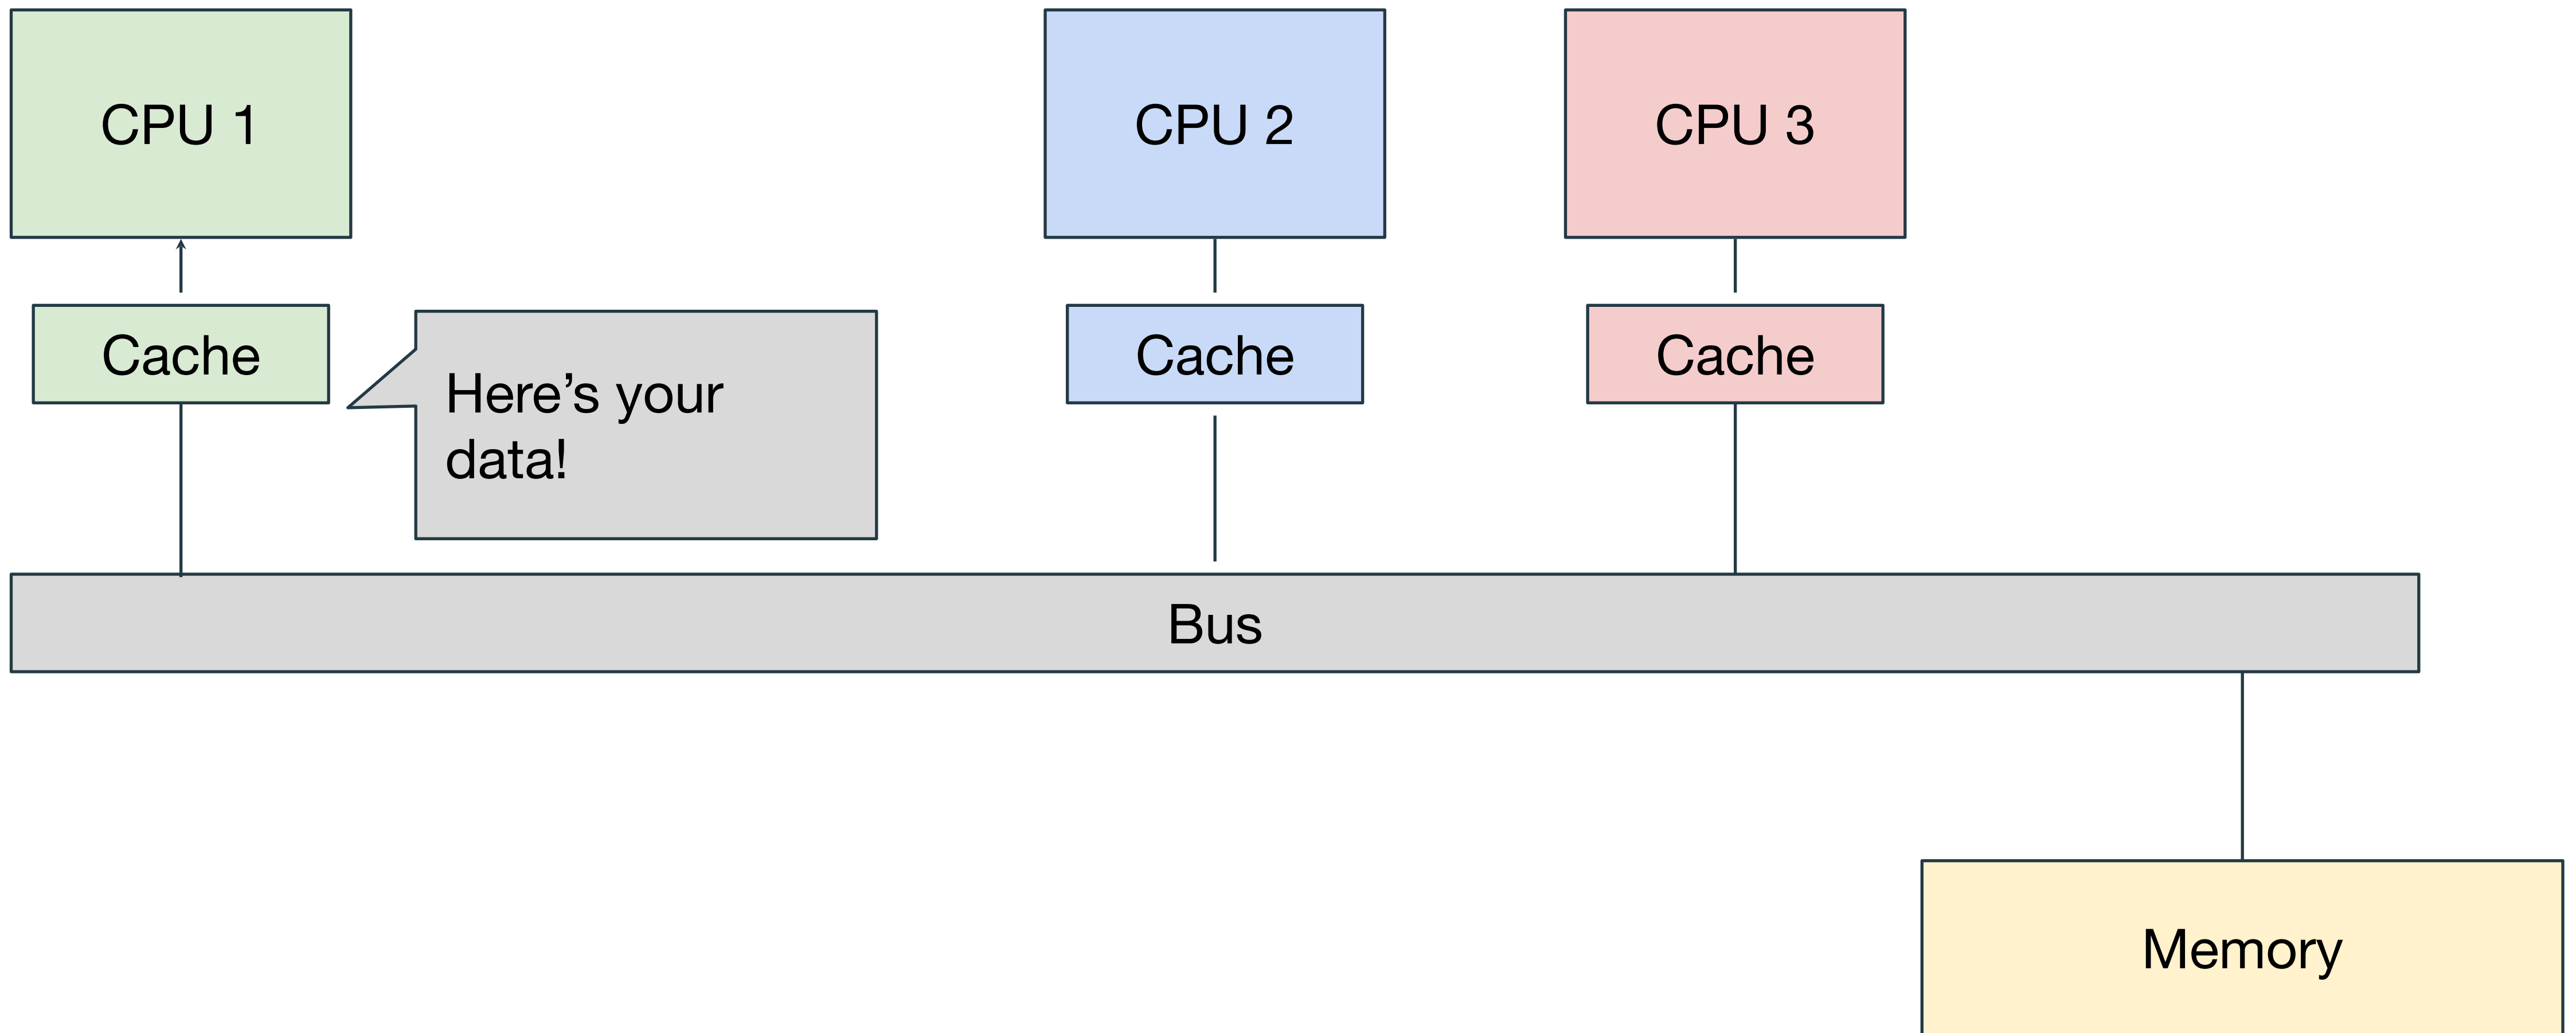 CPU 1
CPU 2
CPU 3
Cache
Cache
Cache
Here’s your
data!
Bus
Memory